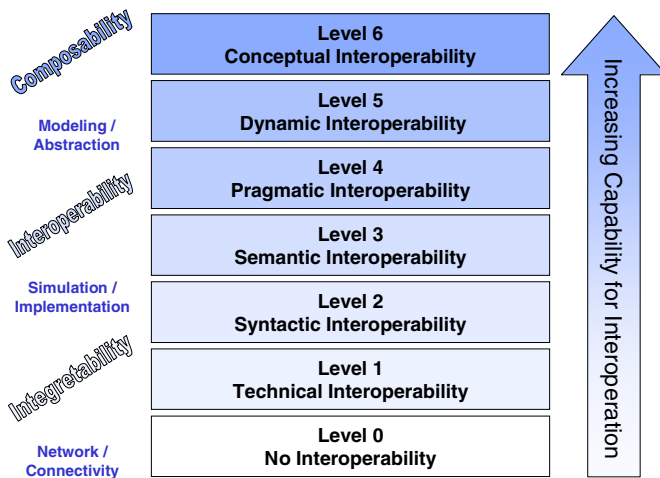 Composability
Level 6
Conceptual Interoperability
Modeling /
Abstraction
Level 5
Dynamic Interoperability
Interoperability
Level 4
Pragmatic Interoperability
Level 3
Semantic Interoperability
Simulation /
Implementation
Level 2
Syntactic Interoperability
Integretability
Level 1
Technical Interoperability
Network /
Connectivity
Level 0
No Interoperability
Increasing Capability for Interoperation